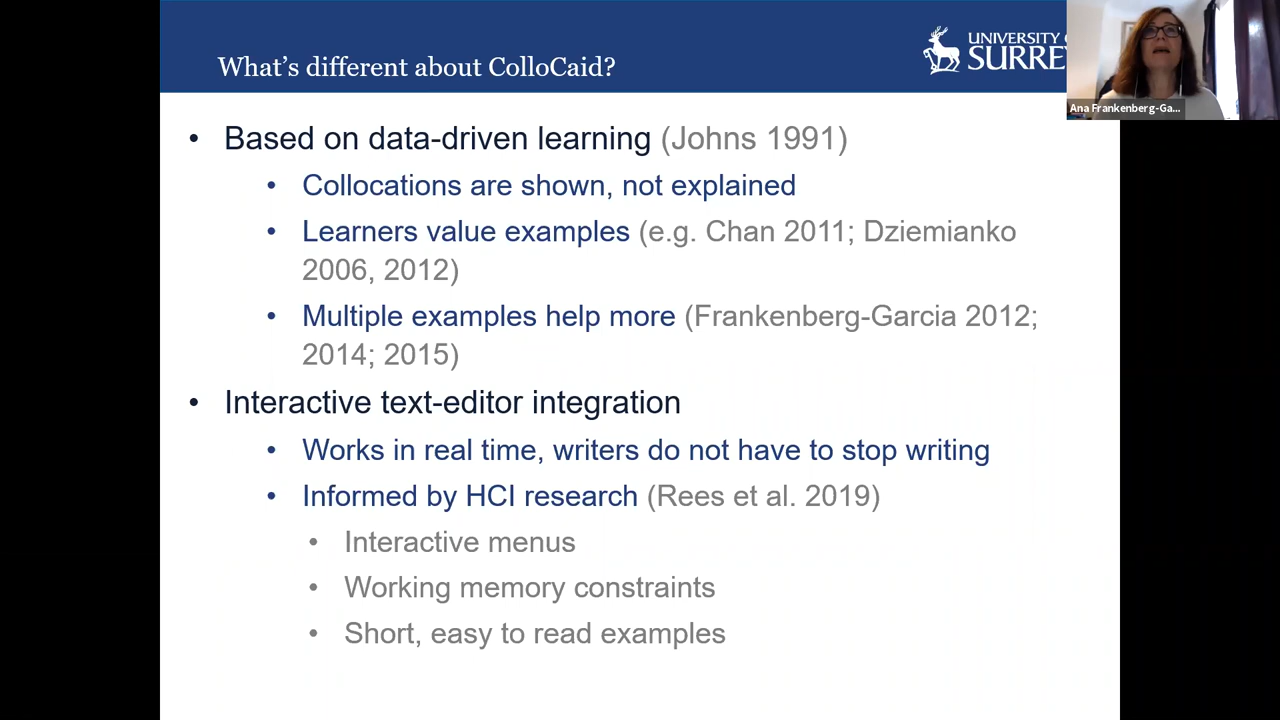 What's different about ColloCaid?
UNIVERSITY O
SURRE
Ana Frankenberg-Ga...
• Based on data-driven learning (Johns 1991)
• Collocations are shown, not explained
• Learners value examples (e.g. Chan 2011; Dziemianko
2006, 2012)
• Multiple examples help more (Frankenberg-Garcia 2012;
2014; 2015)
• Interactive text-editor integration
• Works in real time, writers do not have to stop writing
• Informed by HCI research (Rees et al. 2019)
• Interactive menus
• Working memory constraints
• Short, easy to read examples